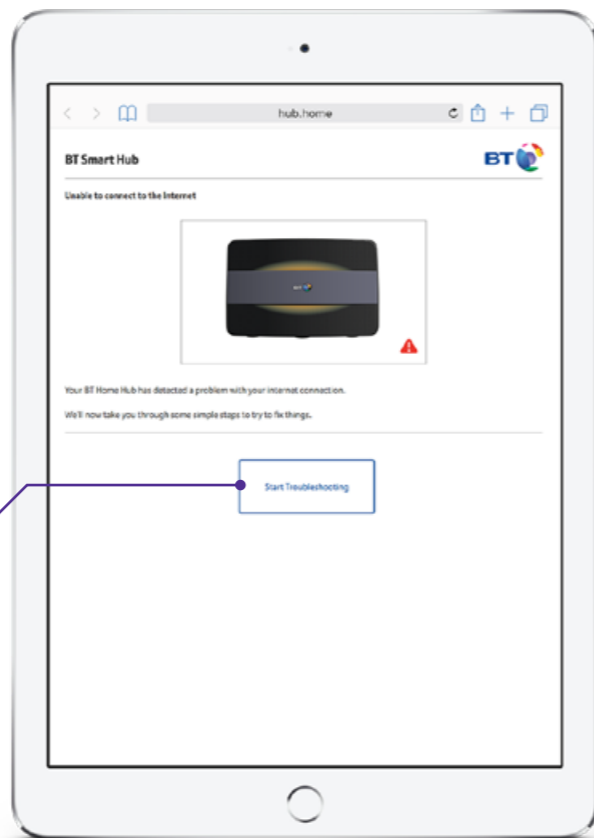 hub.home
BT Smart Hub
BT
Unable to connect to the Internet
BT
Your BT Home Hub has detected a problem with your internet connection.
We'll now take you through some simple steps to try to fix things.
Start Troubleshooting